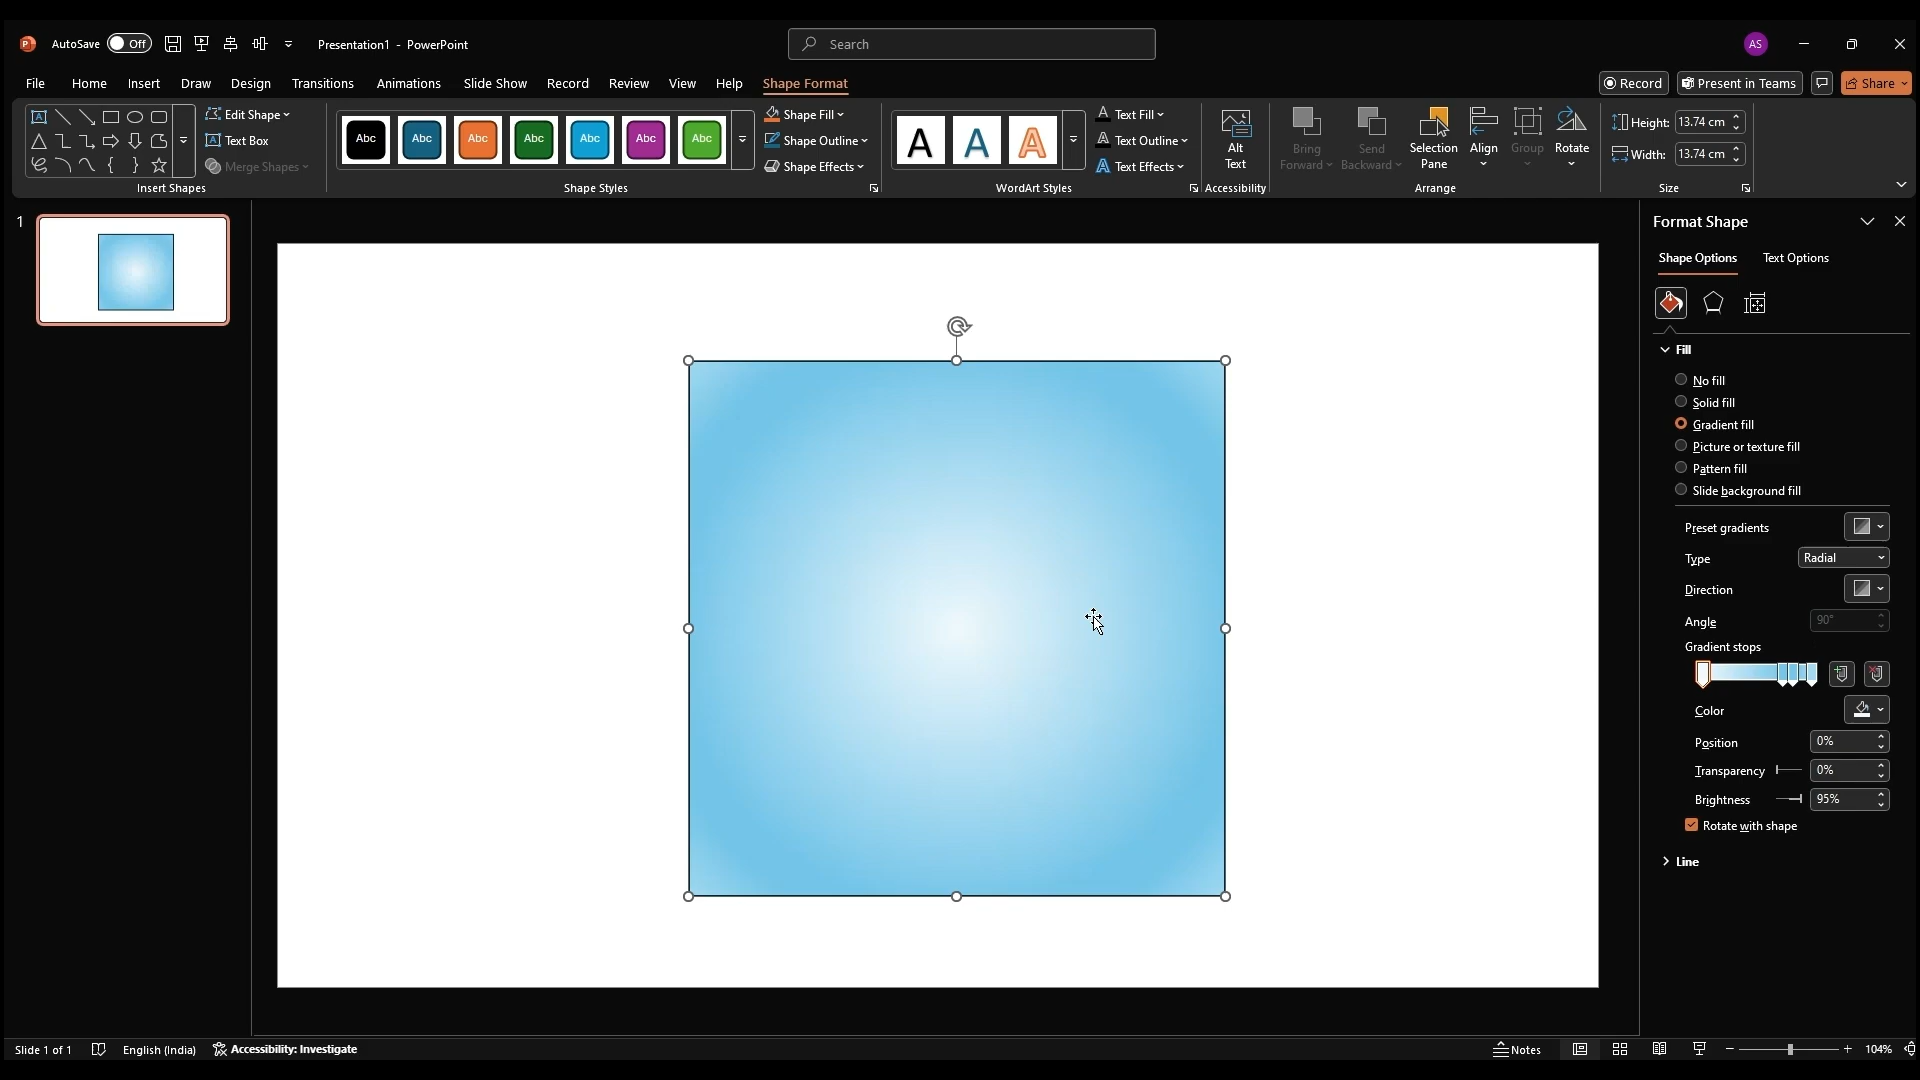 AutoSave Off Presentation1 - PowerPoint Search AS
File Home Insert Draw Design Transitions Animations Slide Show Record Review View Help Shape Format Record Present in Teams Share
Edit Shape
Text Box
Merge Shapes
Insert Shapes
Abc Abc Abc Abc Abc Abc Abc
Shape Fill
Shape Outline
Shape Effects
Shape Styles
A A A
Text Fill
Text Outline
Text Effects
WordArt Styles
Alt
Text
Accessibility
Bring
Forward
Send
Backward
Selection
Pane
Align
Group
Rotate
Arrange
Height: 13.74 cm
Width: 13.74 cm
Size
1
Format Shape
Shape Options Text Options
Fill
No fill
Solid fill
Gradient fill
Picture or texture fill
Pattern fill
Slide background fill
Preset gradients
Type Radial
Direction
Angle 90°
Gradient stops
Color
Position 0%
Transparency 0%
Brightness 95%
Rotate with shape
Line
Slide 1 of 1 English (India) Accessibility: Investigate Notes 104%